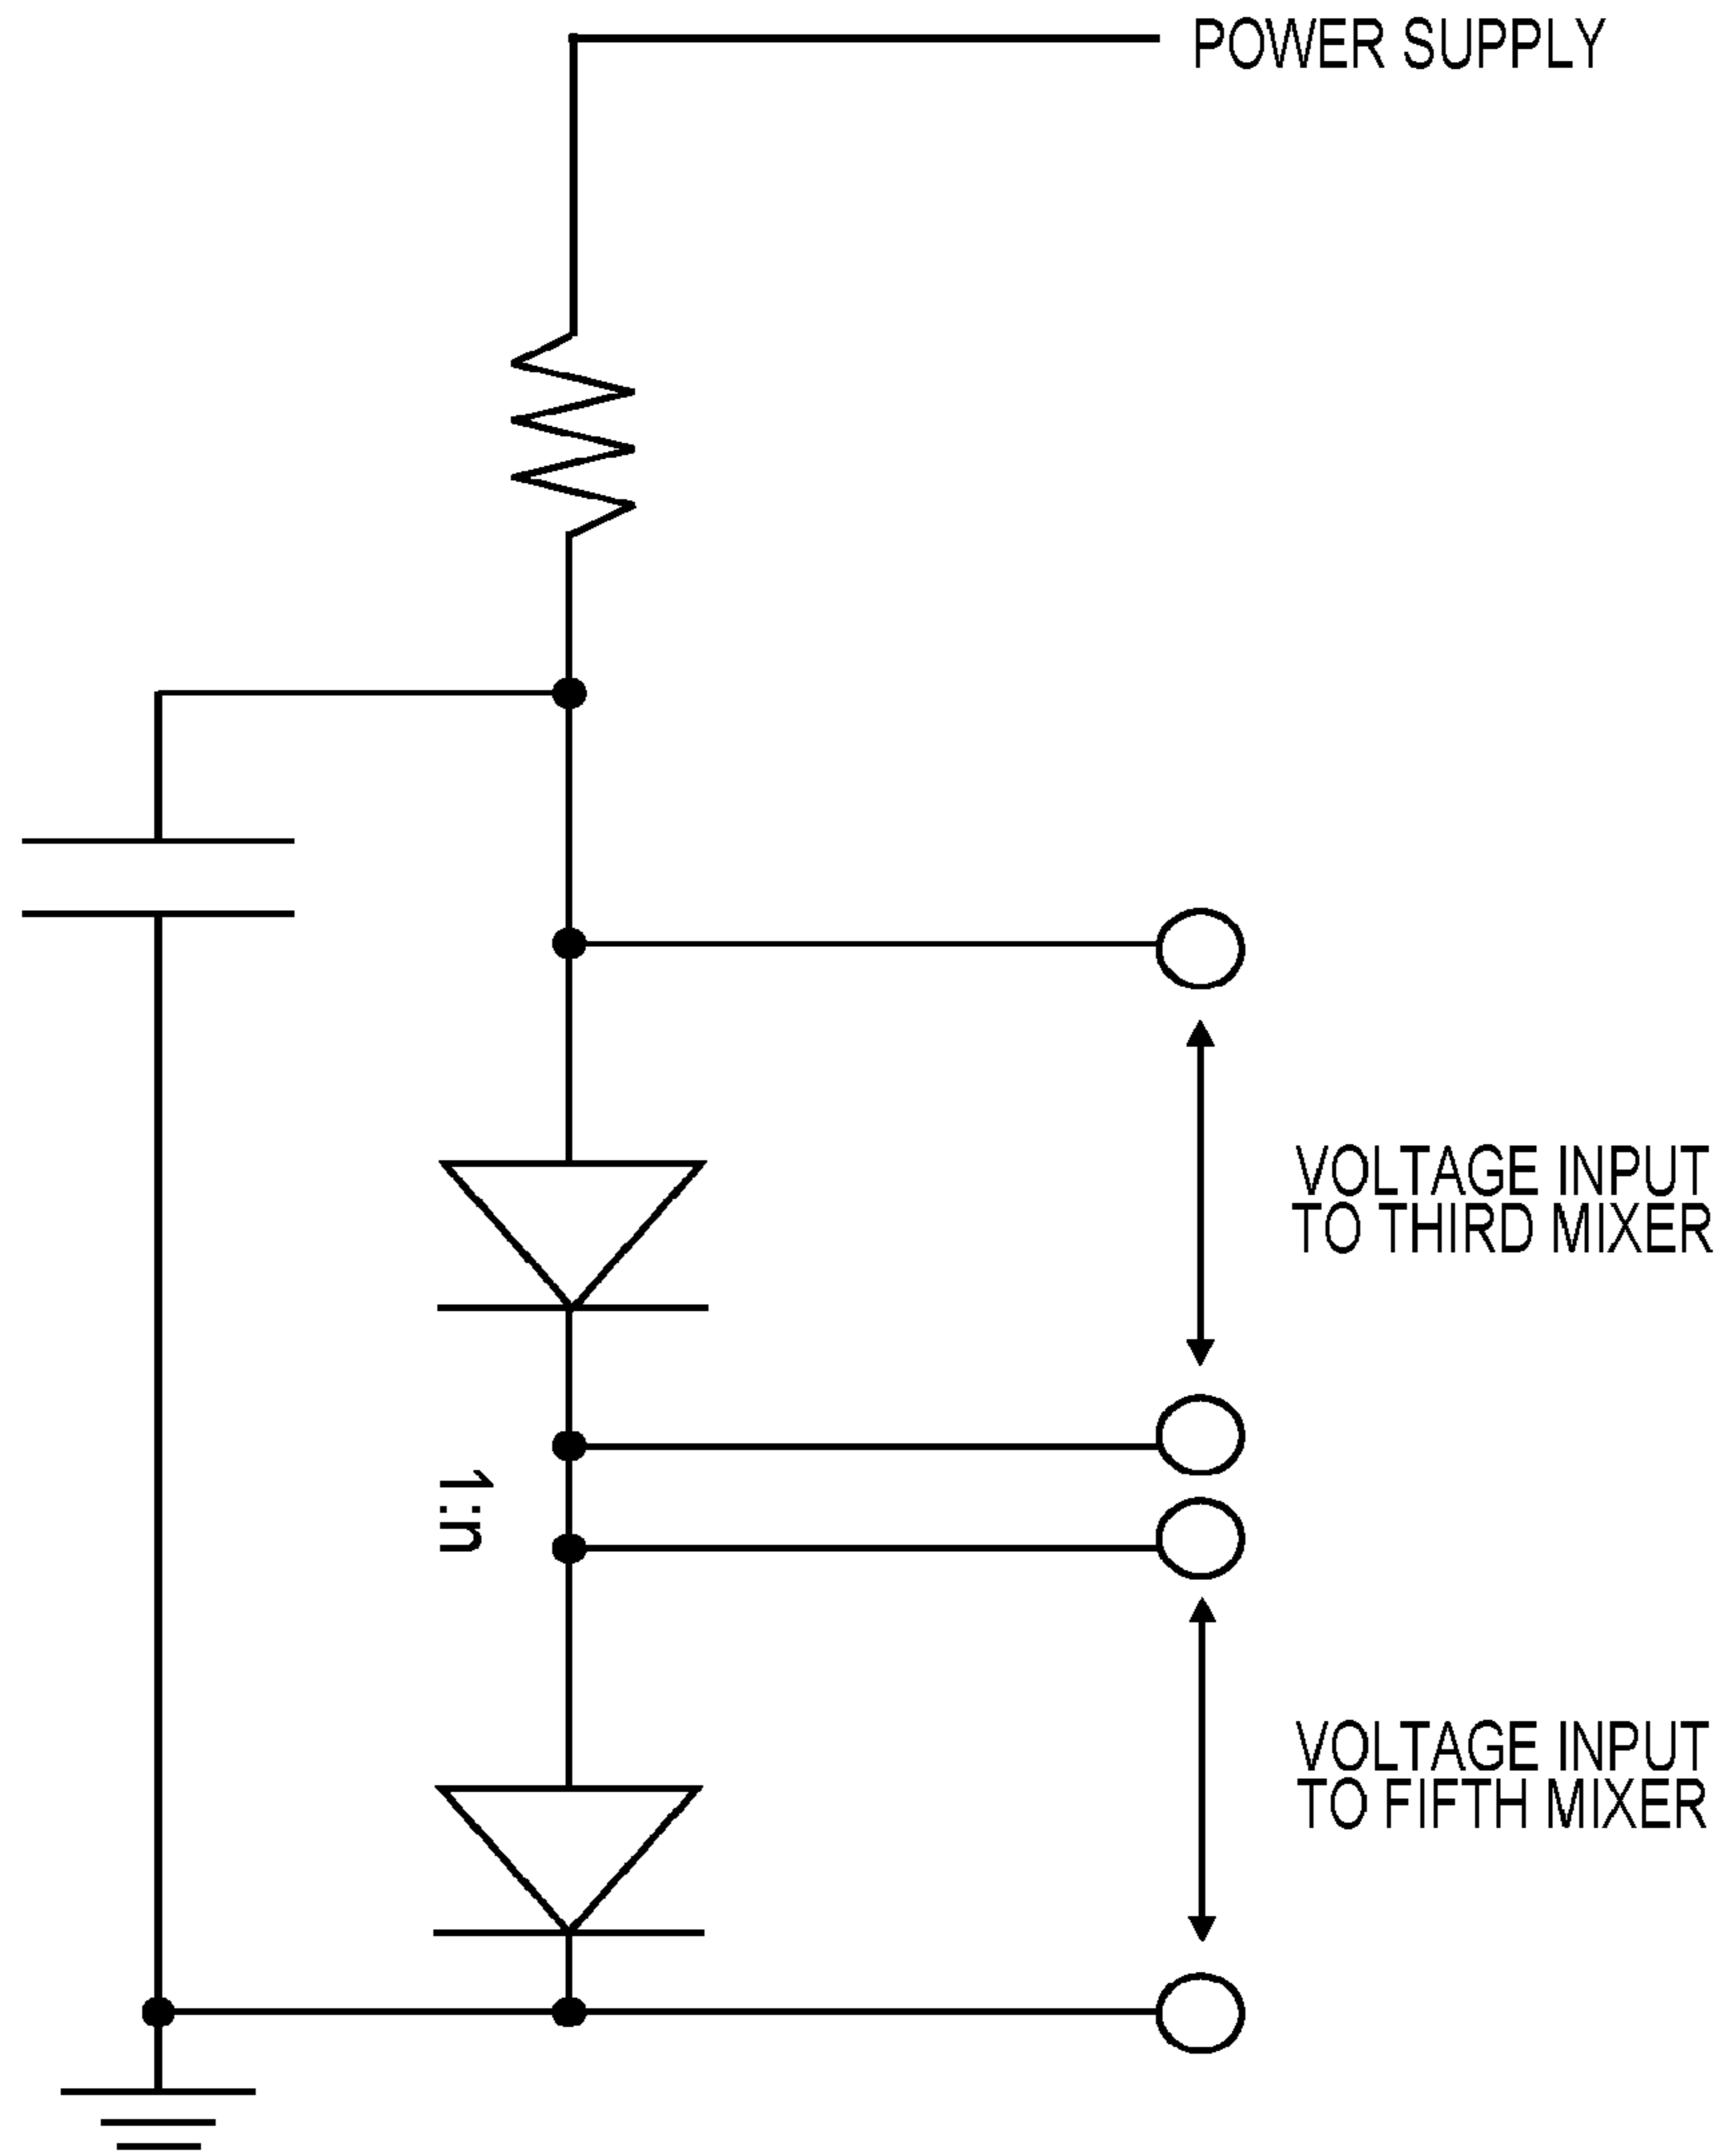 POWER SUPPLY
VOLTAGE INPUT
TO THIRD MIXER
1:n
VOLTAGE INPUT
TO FIFTH MIXER